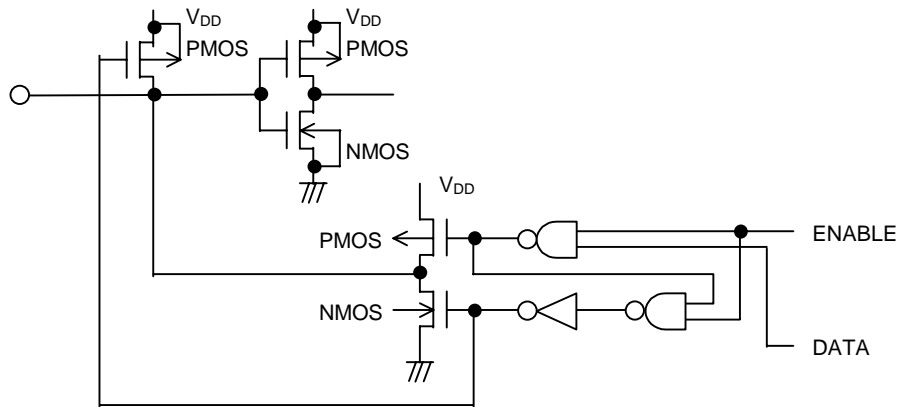 VDD
VDD
PMOS
PMOS
NMOS
VDD
PMOS
ENABLE
NMOS
DATA